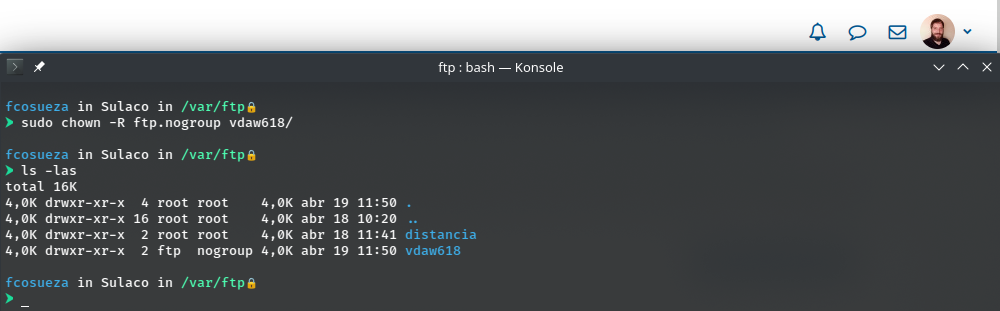 ftp : bash — Konsole
fcosueza in Sulaco in /var/ftp🔒
➤ sudo chown -R ftp.nogroup vdaw618/
fcosueza in Sulaco in /var/ftp🔒
➤ ls -las
total 16K
4,0K drwxr-xr-x  4 root root    4,0K abr 19 11:50 .
4,0K drwxr-xr-x 16 root root    4,0K abr 18 10:20 ..
4,0K drwxr-xr-x  2 root root    4,0K abr 18 11:41 distancia
4,0K drwxr-xr-x  2 ftp  nogroup 4,0K abr 19 11:50 vdaw618
fcosueza in Sulaco in /var/ftp🔒
➤ _